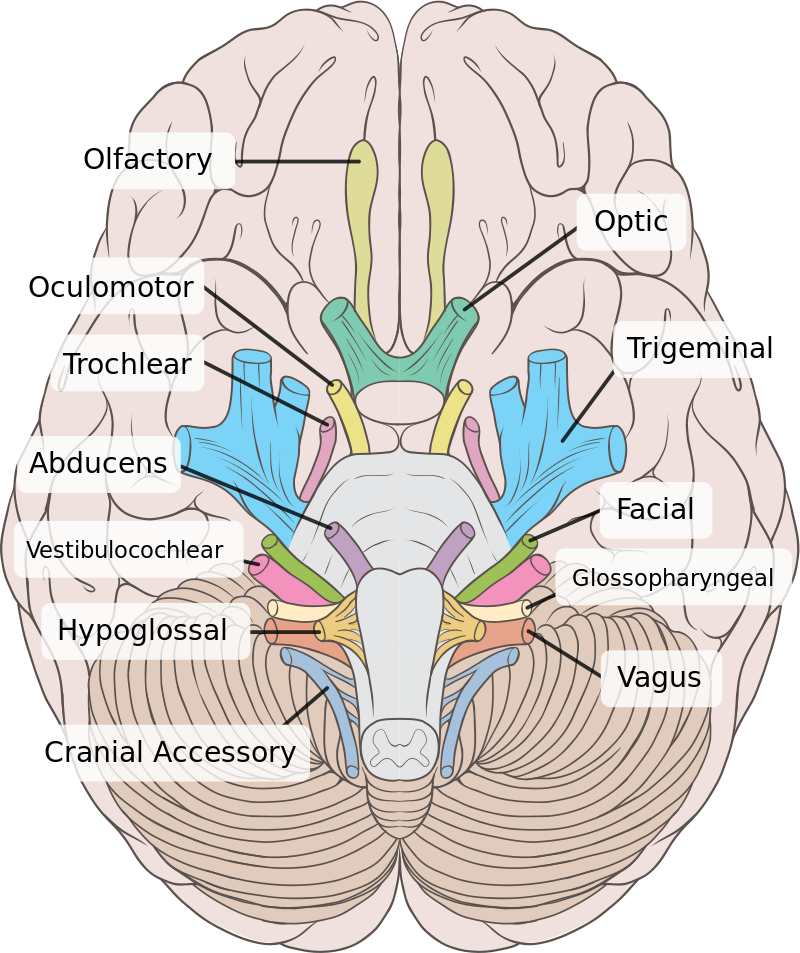 Olfactory
Optic
Oculomotor
Trigeminal
Trochlear
Abducens
Facial
Vestibulocochlear
Glossopharyngeal
Hypoglossal
Vagus
Cranial Accessory